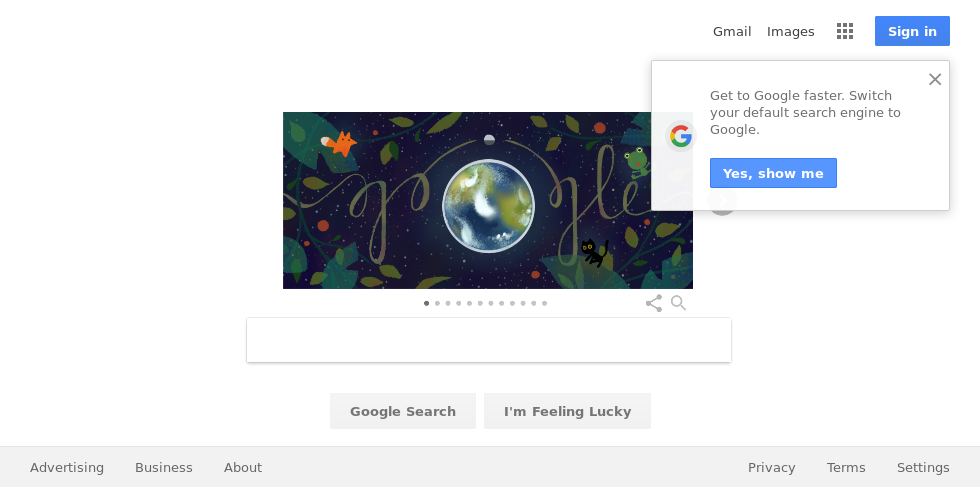 Gmail Images Sign in
Get to Google faster. Switch
your default search engine to
Google.
Yes, show me
Google Search I'm Feeling Lucky
Advertising Business About Privacy Terms Settings